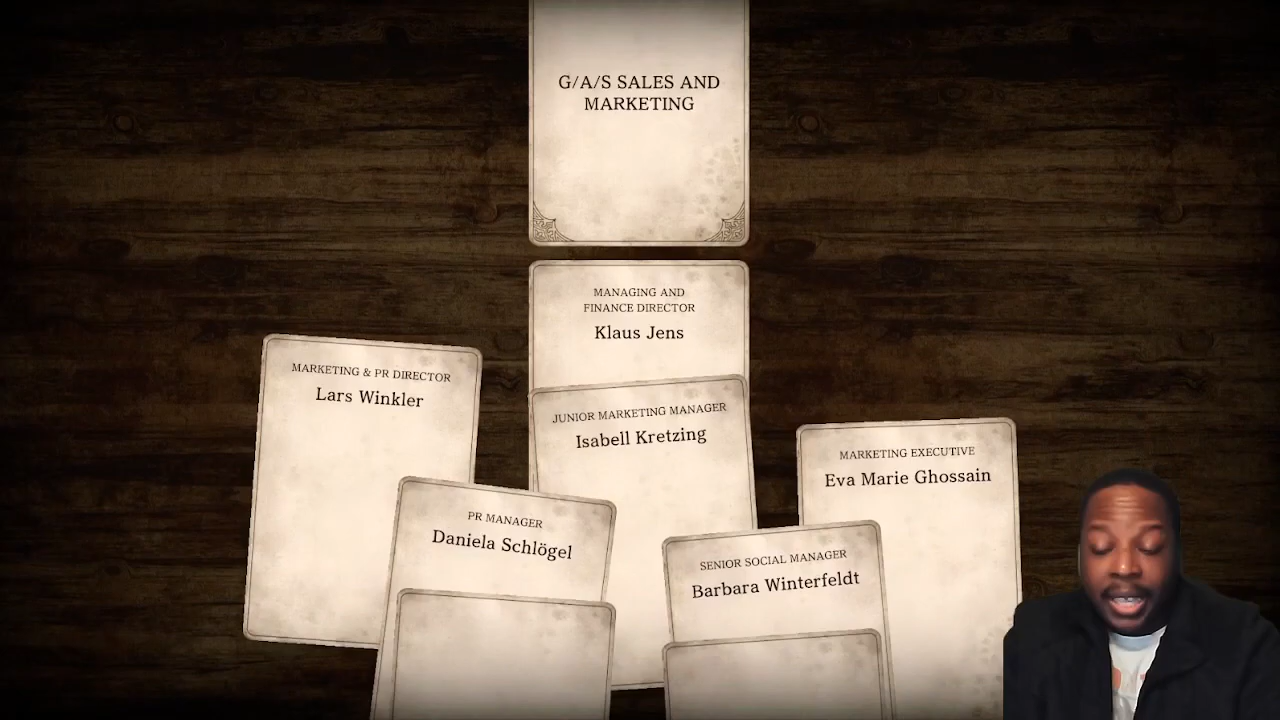 G/A/S SALES AND
MARKETING
MANAGING AND
FINANCE DIRECTOR
Klaus Jens
MARKETING & PR DIRECTOR
Lars Winkler
JUNIOR MARKETING MANAGER
Isabell Kretzing
MARKETING EXECUTIVE
Eva Marie Ghossain
PR MANAGER
Daniela Schlögel
SENIOR SOCIAL MANAGER
Barbara Winterfeldt